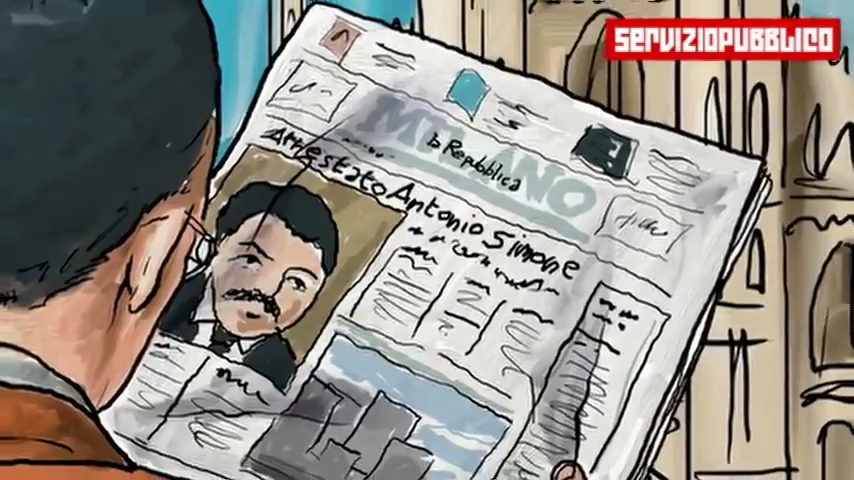 SERVIZIOPUBBLICO
MILANO
la Repubblica
Arrestato Antonio Simone